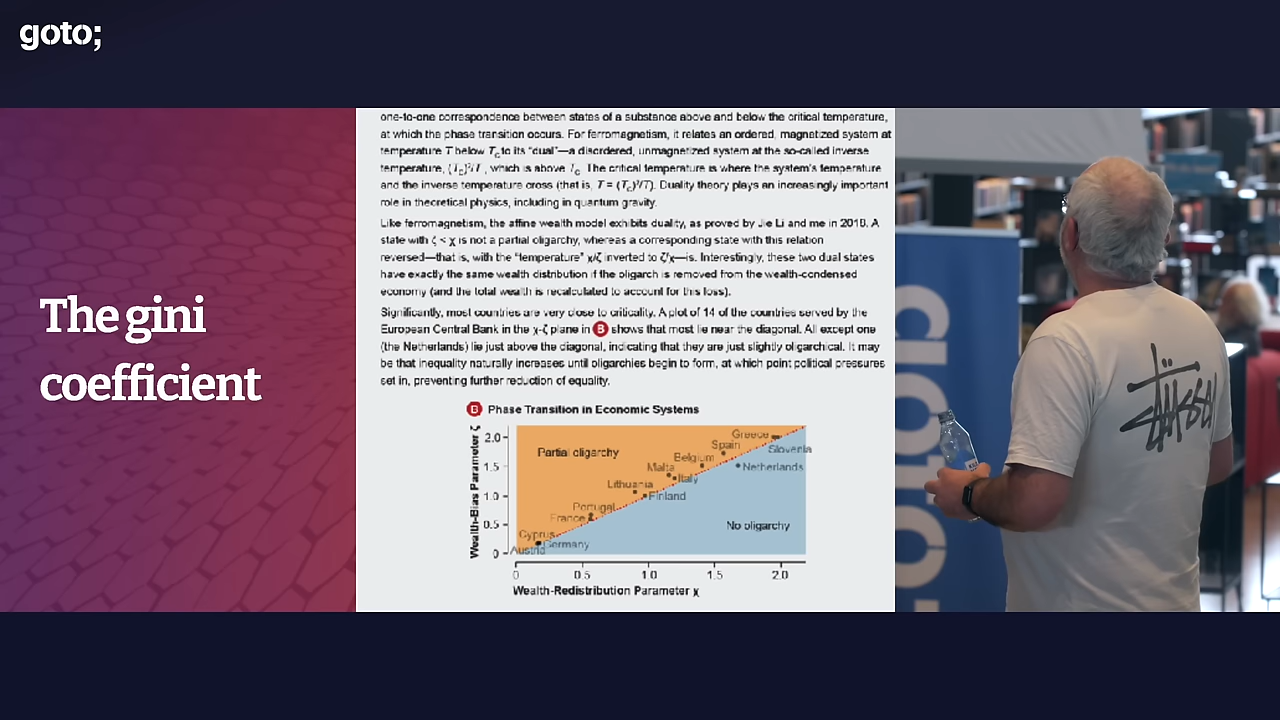 goto;
The gini
coefficient
one-to-one correspondence between states of a substance above and below the critical temperature,
at which the phase transition occurs. For ferromagnetism, it relates an ordered, magnetized system at
temperature T below Tc to its "dual"—a disordered, unmagnetized system at the so-called inverse
temperature, (Tc)²/T, which is above Tc. The critical temperature is where the system's temperature
and the inverse temperature cross (that is, T = (Tc)²/T). Duality theory plays an increasingly important
role in theoretical physics, including in quantum gravity.
Like ferromagnetism, the affine wealth model exhibits duality, as proved by Jie Li and me in 2018. A
state with ζ < χ is not a partial oligarchy, whereas a corresponding state with this relation
reversed—that is, with the "temperature" χ/ζ inverted to ζ/χ—is. Interestingly, these two dual states
have exactly the same wealth distribution if the oligarch is removed from the wealth-condensed
economy (and the total wealth is recalculated to account for this loss).
Significantly, most countries are very close to criticality. A plot of 14 of the countries served by the
European Central Bank in the χ-ζ plane in B shows that most lie near the diagonal. All except one
(the Netherlands) lie just above the diagonal, indicating that they are just slightly oligarchical. It may
be that inequality naturally increases until oligarchies begin to form, at which point political pressures
set in, preventing further reduction of equality.
B Phase Transition in Economic Systems
Wealth-Bias Parameter ζ
2.0
1.5
1.0
0.5
0
Partial oligarchy
No oligarchy
Greece
Slovenia
Spain
Belgium
Netherlands
Malta
Italy
Lithuania
Finland
Portugal
France
Cyprus
Germany
Austria
0 0.5 1.0 1.5 2.0
Wealth-Redistribution Parameter χ
Stüssy